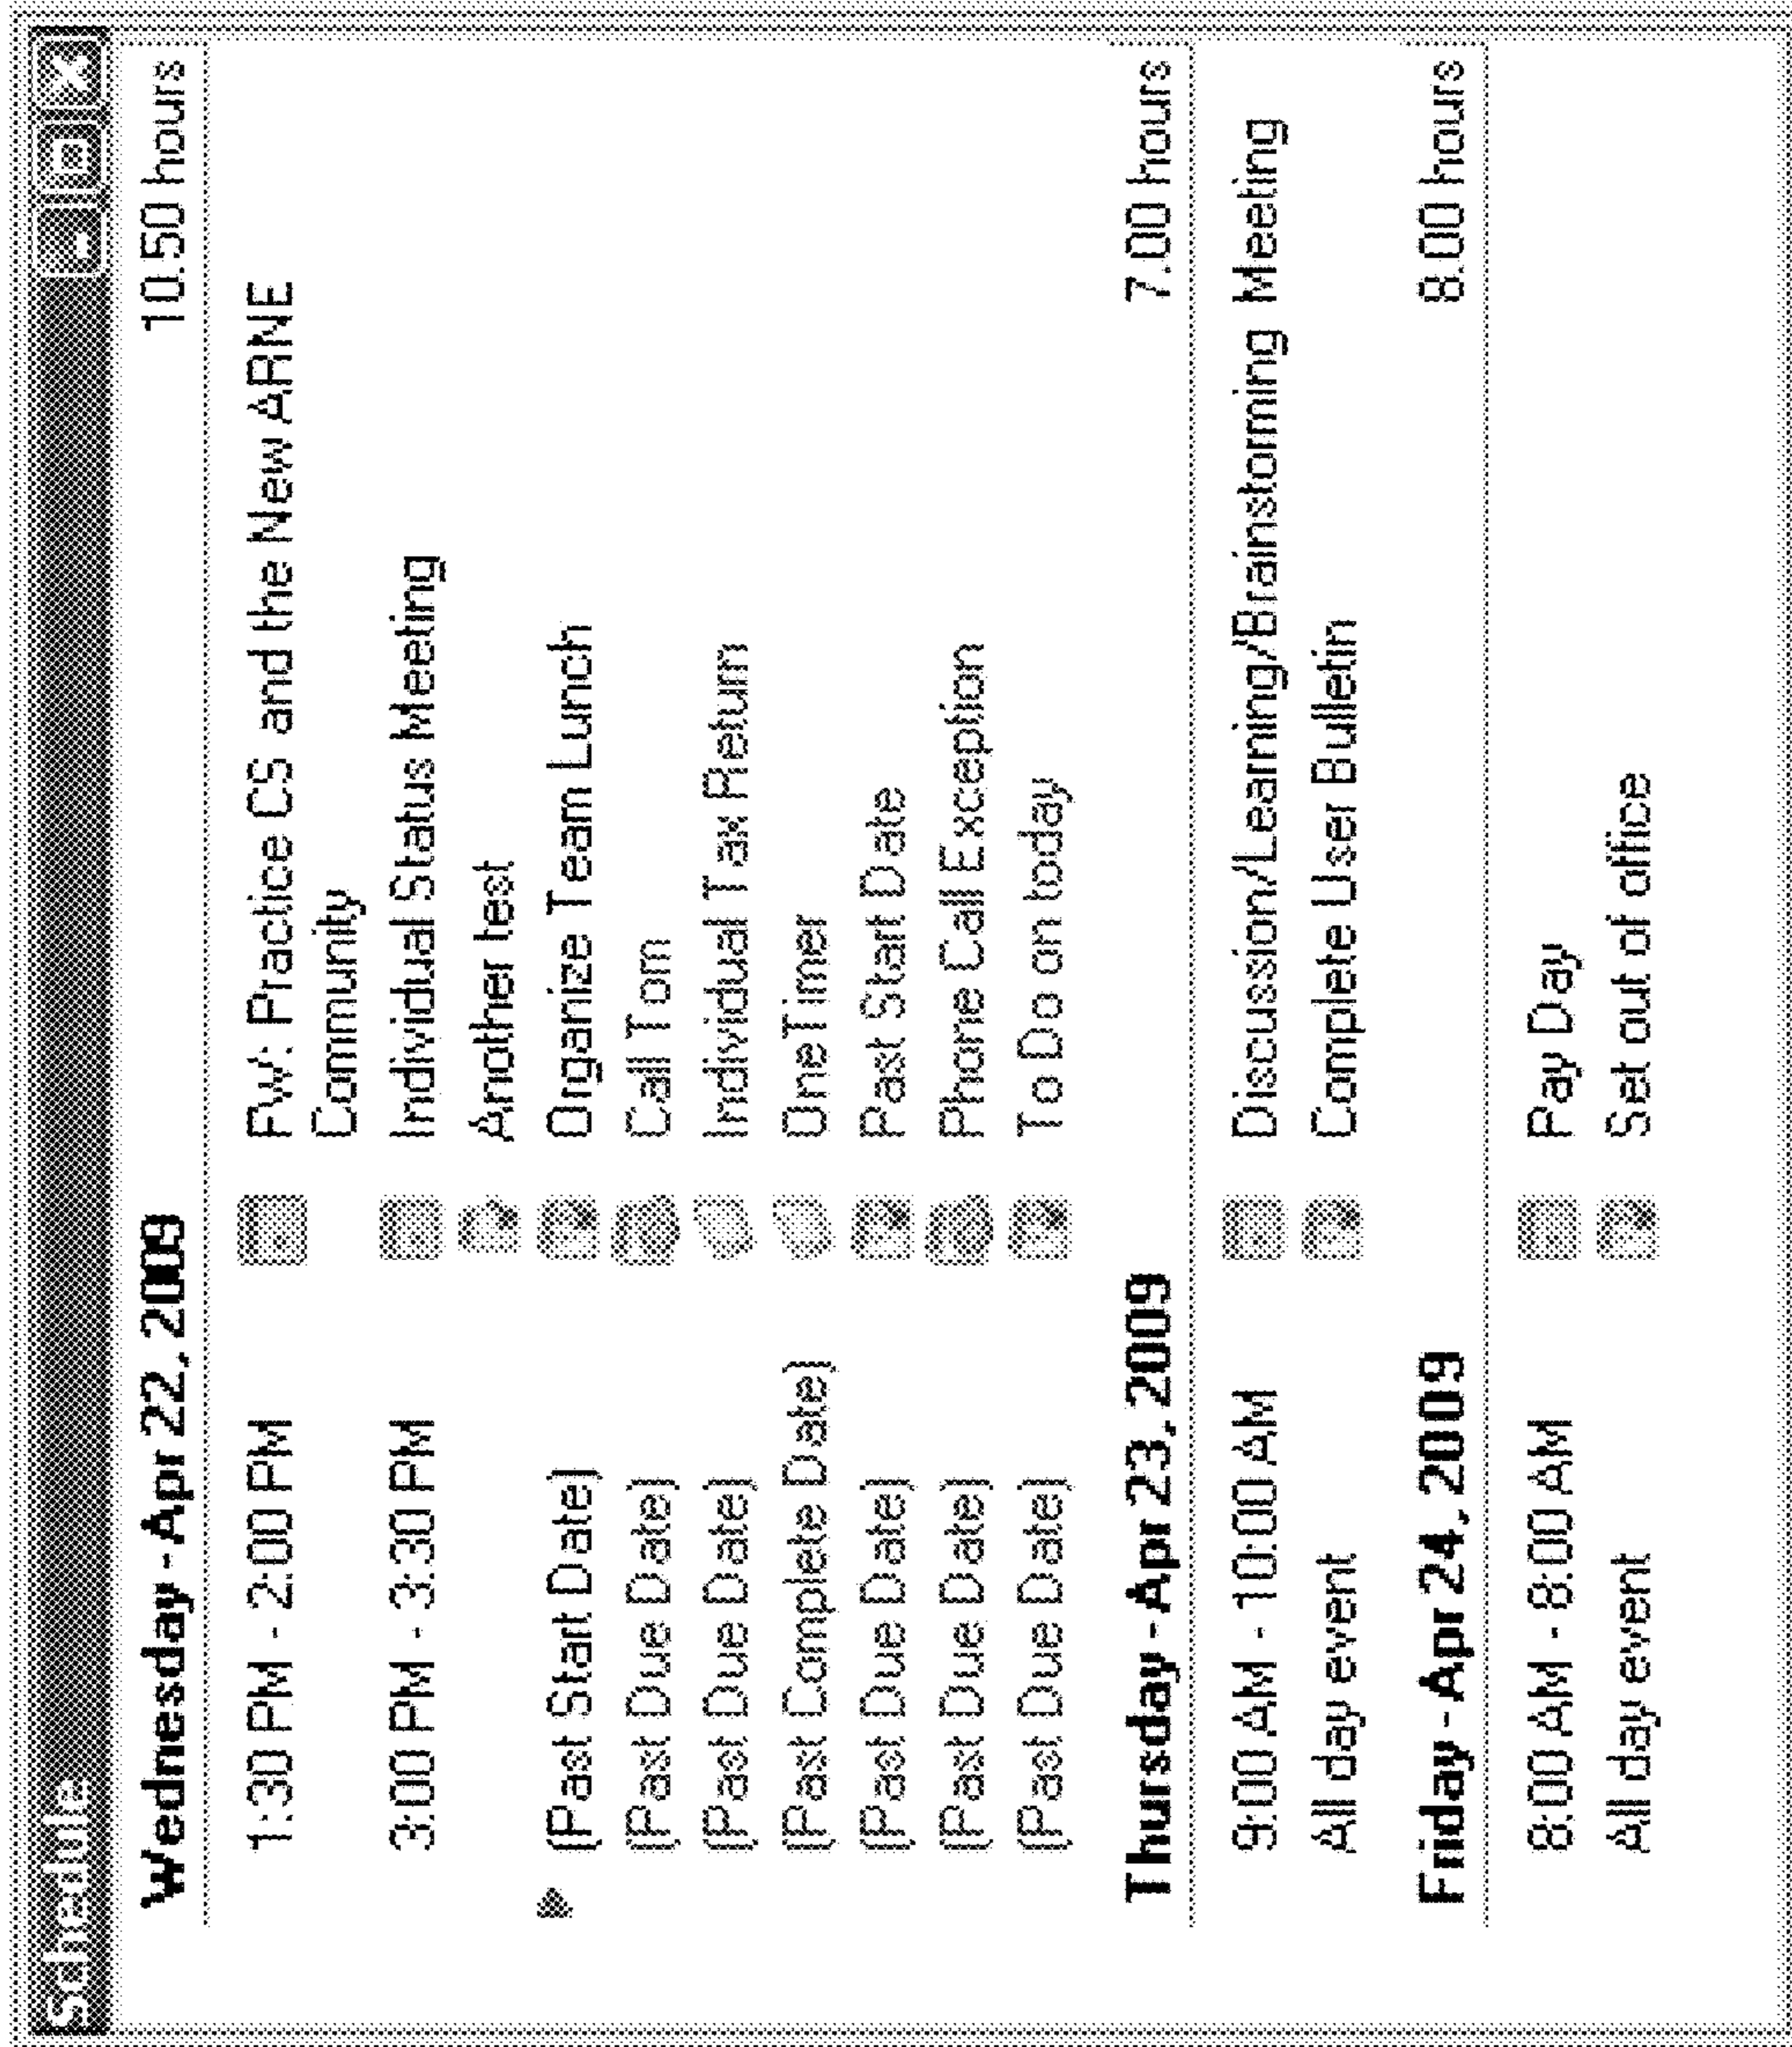 Schedule
Wednesday - Apr 22, 2009 10.50 hours
1:30 PM - 2:00 PM FW: Practice CS and the New ARNE
Community
3:00 PM - 3:30 PM Individual Status Meeting
Another test
(Past Start Date) Organize Team Lunch
(Past Due Date) Call Tom
(Past Due Date) Individual Tax Return
(Past Complete Date) OneTimer
(Past Due Date) Past Start Date
(Past Due Date) Phone Call Exception
(Past Due Date) To Do on today
Thursday - Apr 23, 2009 7.00 hours
9:00 AM - 10:00 AM Discussion/Learning/Brainstorming Meeting
All day event Complete User Bulletin
Friday - Apr 24, 2009 8.00 hours
8:00 AM - 8:00 AM Pay Day
All day event Set out of office